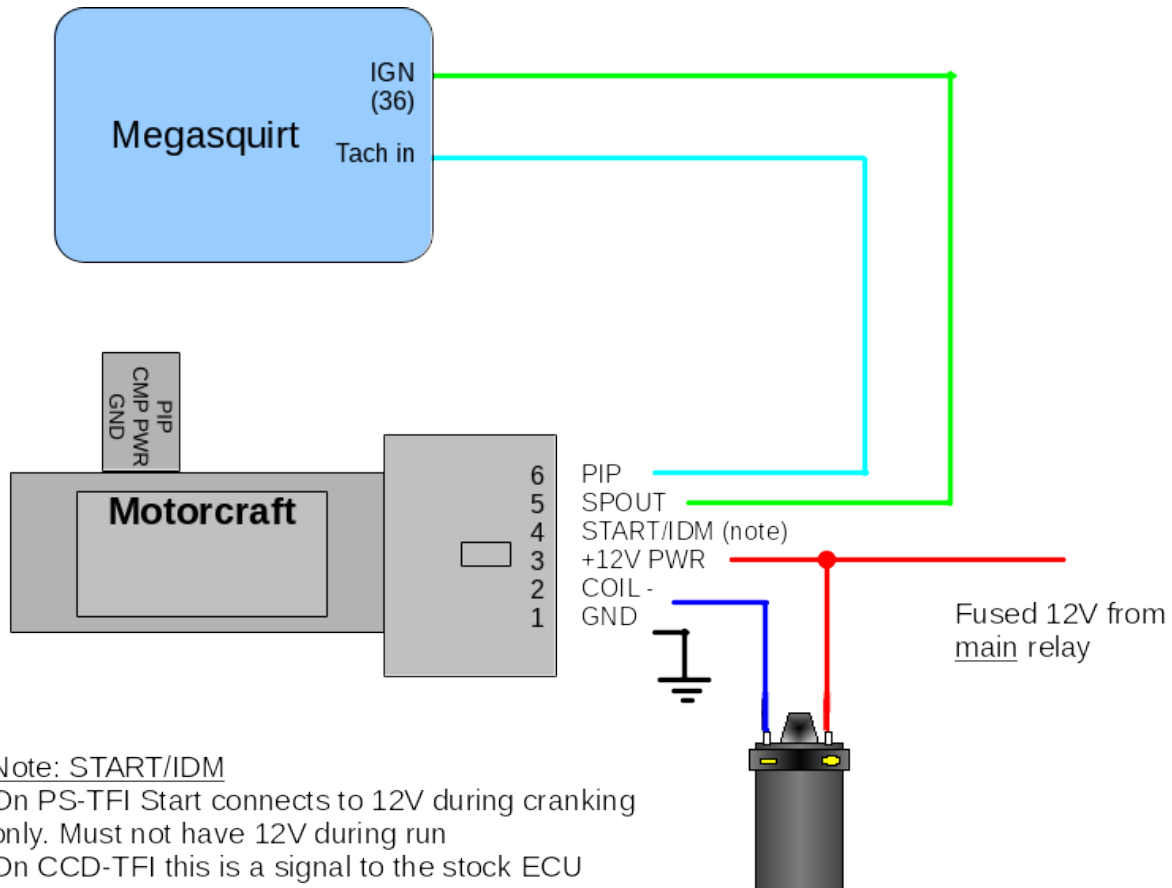 IGN
(36)
Megasquirt
Tach in
PIP
CMP PWR
GND
Motorcraft
6 PIP
5 SPOUT
4 START/IDM (note)
3 +12V PWR
2 COIL -
1 GND
Fused 12V from
main relay
Note: START/IDM
On PS-TFI Start connects to 12V during cranking
only. Must not have 12V during run
On CCD-TFI this is a signal to the stock ECU